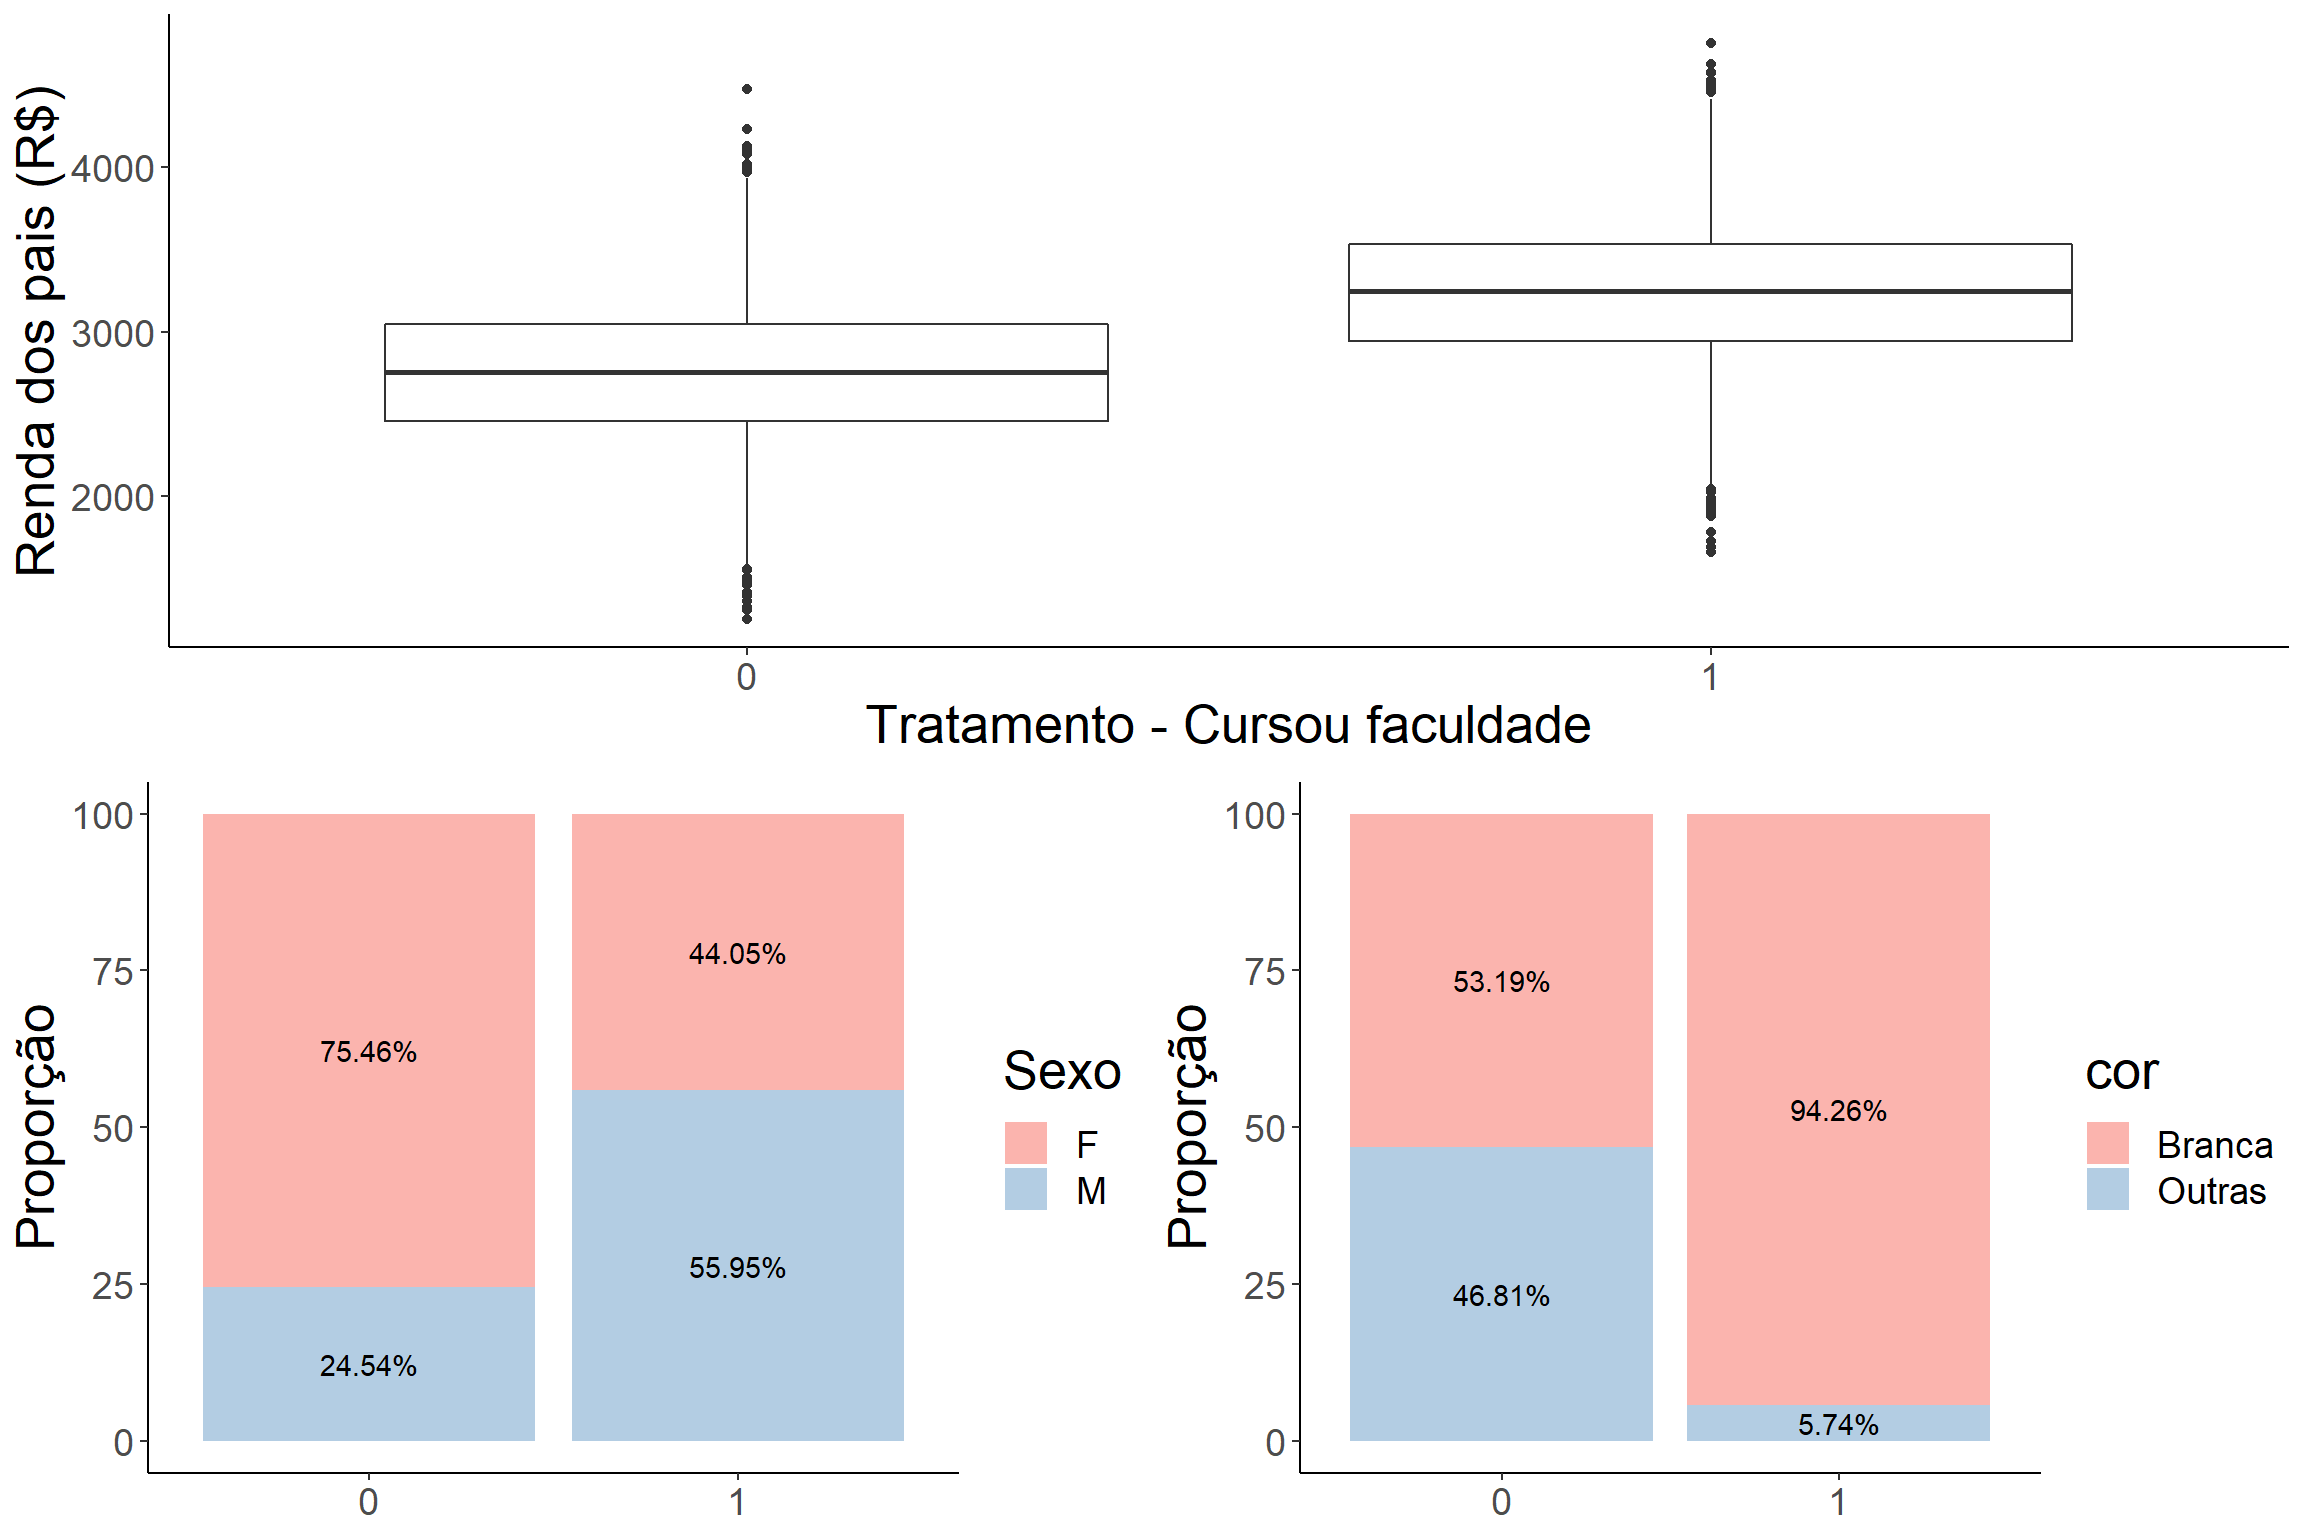 Renda dos pais (R$)
4000
3000
2000
0 1
Tratamento - Cursou faculdade
Proporção
100
75
50
25
0
75.46%
24.54%
44.05%
55.95%
0 1
Sexo
F
M
Proporção
100
75
50
25
0
53.19%
46.81%
94.26%
5.74%
0 1
cor
Branca
Outras